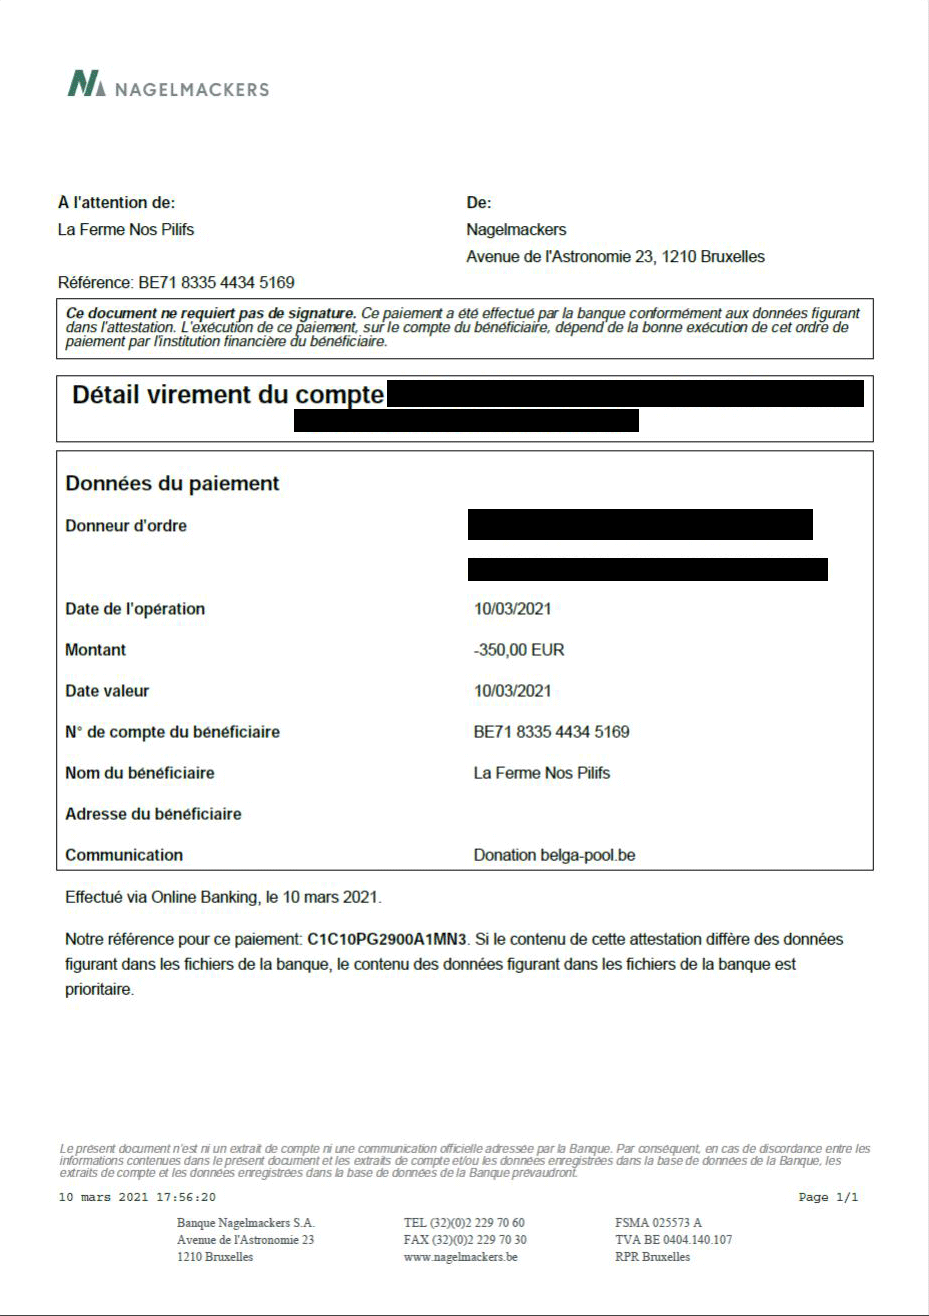 NAGELMACKERS
À l'attention de:
La Ferme Nos Pilifs
De:
Nagelmackers
Avenue de l'Astronomie 23, 1210 Bruxelles
Référence: BE71 8335 4434 5169
Ce document ne requiert pas de signature. Ce paiement a été effectué par la banque conformément aux données figurant
dans l'attestation. L'exécution de ce paiement, sur le compte du bénéficiaire, dépend de la bonne exécution de cet ordre de
paiement par l'institution financière du bénéficiaire.
Détail virement du compte
Données du paiement
Donneur d'ordre
Date de l'opération 10/03/2021
Montant -350,00 EUR
Date valeur 10/03/2021
N° de compte du bénéficiaire BE71 8335 4434 5169
Nom du bénéficiaire La Ferme Nos Pilifs
Adresse du bénéficiaire
Communication Donation belga-pool.be
Effectué via Online Banking, le 10 mars 2021.
Notre référence pour ce paiement: C1C10PG2900A1MN3. Si le contenu de cette attestation diffère des données
figurant dans les fichiers de la banque, le contenu des données figurant dans les fichiers de la banque est
prioritaire.
Le présent document n'est ni un extrait de compte ni une communication officielle adressée par la Banque. Par conséquent, en cas de discordance entre les
informations contenues dans le présent document et les extraits de compte et/ou les données enregistrées dans la base de données de la Banque, les
extraits de compte et les données enregistrées dans la base de données de la Banque prévaudront.
10 mars 2021 17:56:20 Page 1/1
Banque Nagelmackers S.A. TEL (32)(0)2 229 70 60 FSMA 025573 A
Avenue de l'Astronomie 23 FAX (32)(0)2 229 70 30 TVA BE 0404.140.107
1210 Bruxelles www.nagelmackers.be RPR Bruxelles